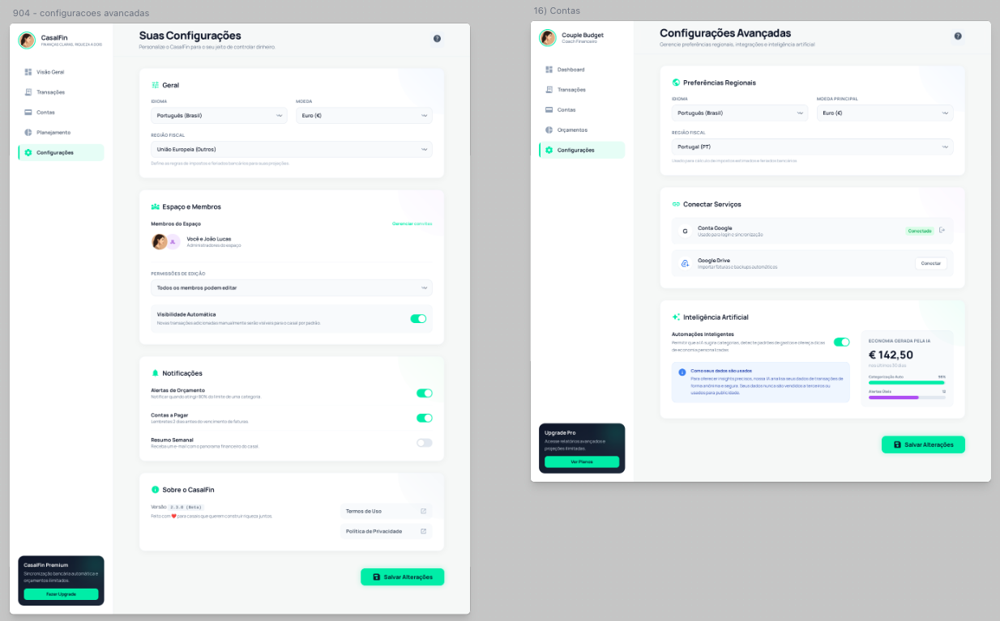 904 - configuracoes avancadas
CasalFin
FINANÇAS CLARAS, RIQUEZA A DOIS
Visão Geral
Transações
Contas
Planejamento
Configurações
CasalFin Premium
Sincronização bancária automática e
orçamentos ilimitados.
Fazer Upgrade
Suas Configurações
Personalize o CasalFin para o seu jeito de controlar dinheiro.
Geral
IDIOMA
MOEDA
Português (Brasil)
Euro (€)
REGIÃO FISCAL
União Europeia (Outros)
Define as regras de impostos e feriados bancários para suas projeções.
Espaço e Membros
Membros do Espaço
Gerenciar convites
Você e João Lucas
Administradores do espaço
PERMISSÕES DE EDIÇÃO
Todos os membros podem editar
Visibilidade Automática
Novas transações adicionadas manualmente serão visíveis para o casal por padrão.
Notificações
Alertas de Orçamento
Notificar quando atingir 80% do limite de uma categoria.
Contas a Pagar
Lembretes 3 dias antes do vencimento de faturas.
Resumo Semanal
Receba um e-mail com o panorama financeiro do casal.
Sobre o CasalFin
Versão 2.3.0 (Beta)
Feito com ❤️ para casais que querem construir riqueza juntos.
Termos de Uso
Política de Privacidade
Salvar Alterações
16) Contas
Couple Budget
Coach Financeiro
Dashboard
Transações
Contas
Orçamentos
Configurações
Upgrade Pro
Acesse relatórios avançados e
projeções ilimitadas.
Ver Planos
Configurações Avançadas
Gerencie preferências regionais, integrações e inteligência artificial.
Preferências Regionais
IDIOMA
MOEDA PRINCIPAL
Português (Brasil)
Euro (€)
REGIÃO FISCAL
Portugal (PT)
Usado para cálculo de impostos estimados e feriados bancários.
Conectar Serviços
G
Conta Google
Usado para login e sincronização
Conectado
Google Drive
Importar faturas e backups automáticos
Conectar
Inteligência Artificial
Automações Inteligentes
Permitir que a IA sugira categorias, detecte padrões de gastos e ofereça dicas
de economia personalizadas.
Como seus dados são usados
Para oferecer insights precisos, nossa IA analisa seus dados de transações de
forma anônima e segura. Seus dados nunca são vendidos a terceiros ou
usados para publicidade.
ECONOMIA GERADA PELA IA
€ 142,50
nos últimos 30 dias
Categorização Auto
98%
Alertas Úteis
12
Salvar Alterações